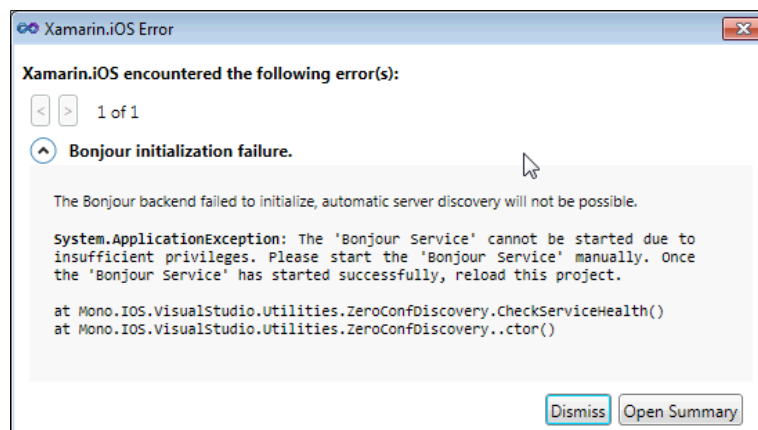 Xamarin.iOS Error
Xamarin.iOS encountered the following error(s):
< > 1 of 1
Bonjour initialization failure.
The Bonjour backend failed to initialize, automatic server discovery will not be possible.
System.ApplicationException: The 'Bonjour Service' cannot be started due to
insufficient privileges. Please start the 'Bonjour Service' manually. Once
the 'Bonjour Service' has started successfully, reload this project.
at Mono.IOS.VisualStudio.Utilities.ZeroConfDiscovery.CheckServiceHealth()
at Mono.IOS.VisualStudio.Utilities.ZeroConfDiscovery..ctor()
Dismiss Open Summary